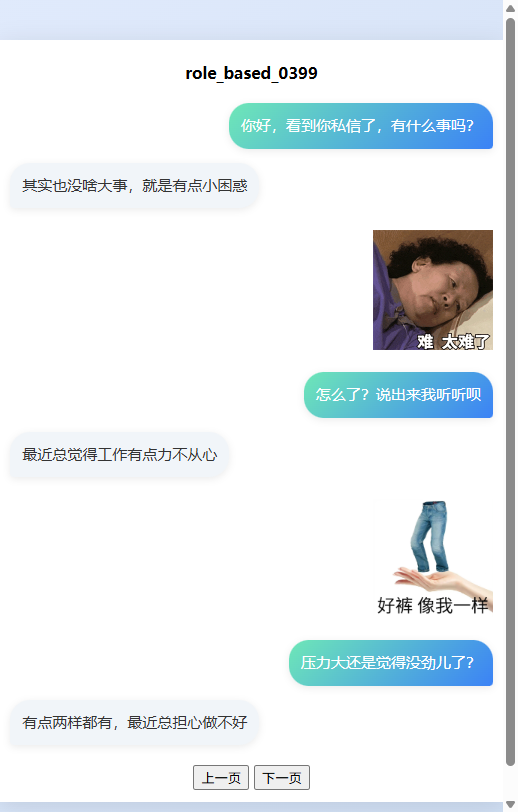 role_based_0399
你好，看到你私信了，有什么事吗？
其实也没啥大事，就是有点小困惑
难 太难了
怎么了？说出来我听听呗
最近总觉得工作有点力不从心
好裤 像我一样
压力大还是觉得没劲儿了？
有点两样都有，最近总担心做不好
上一页 下一页